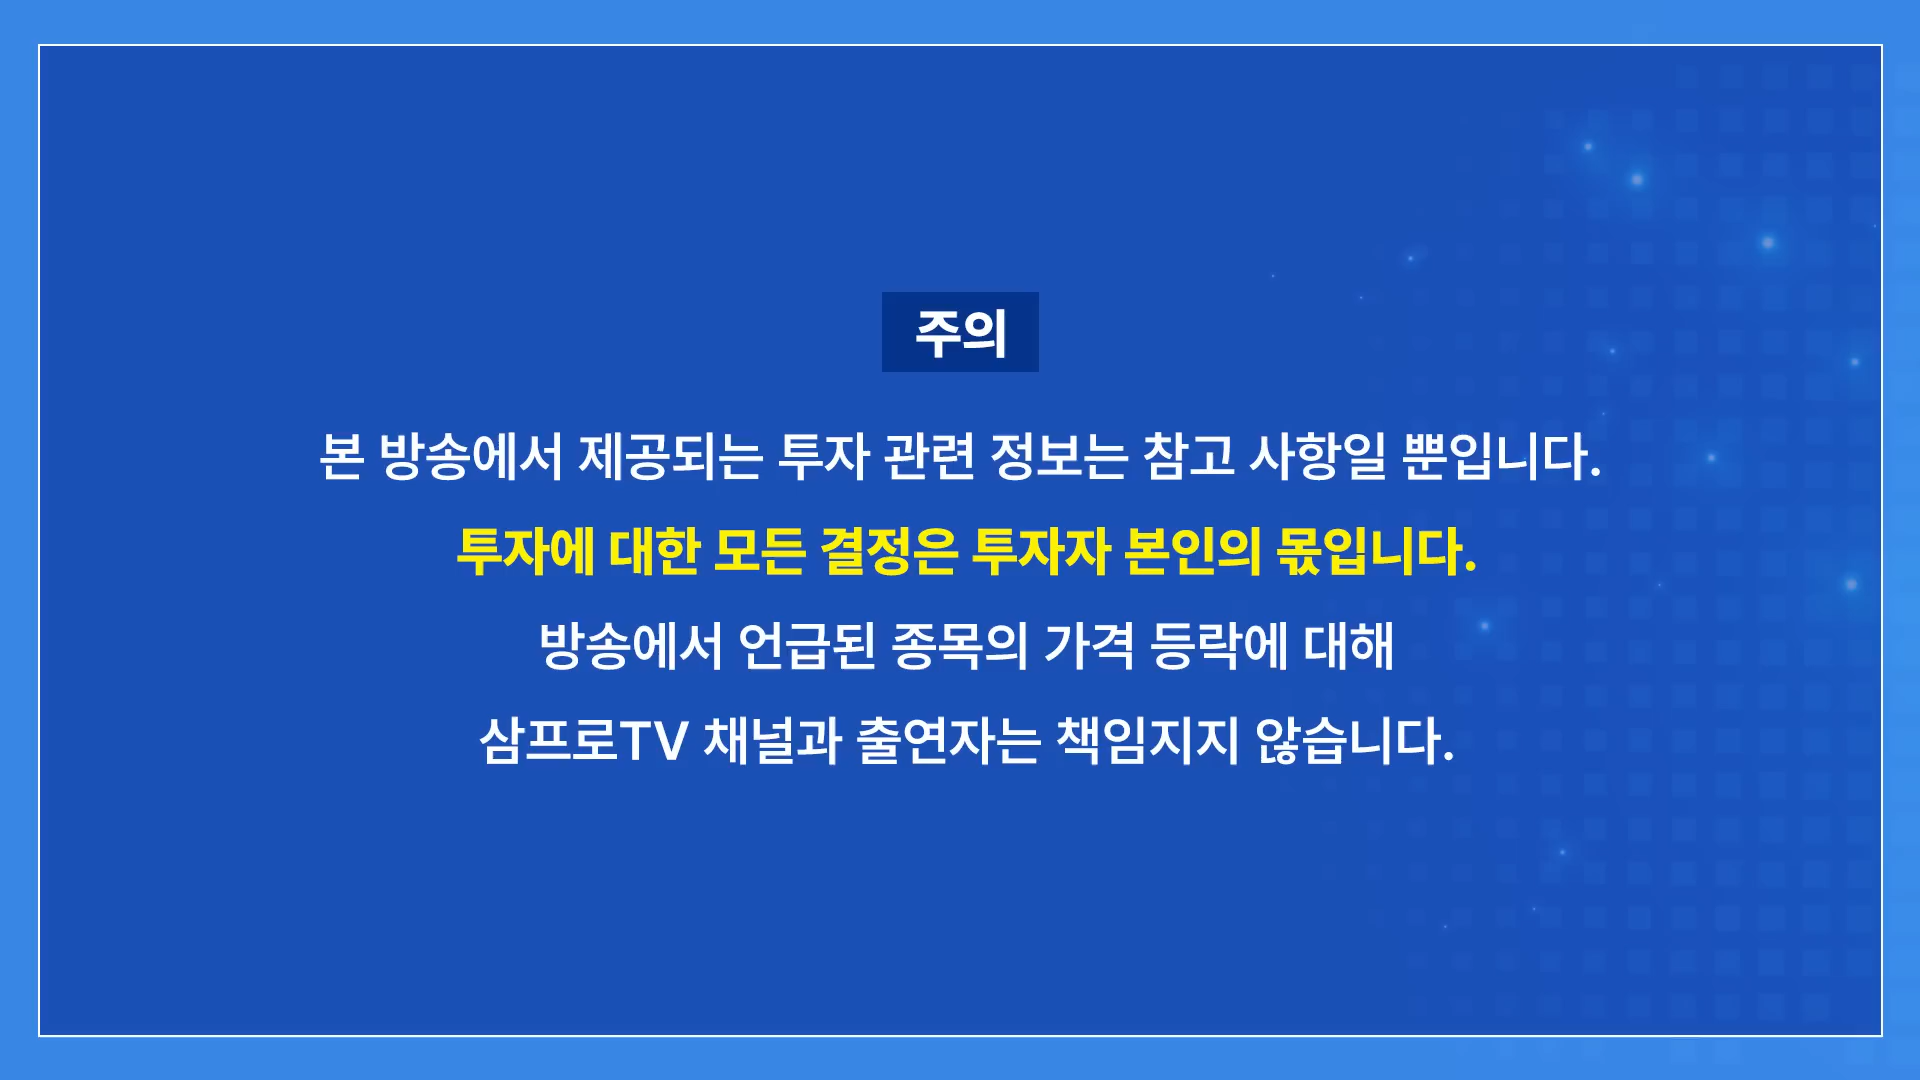 주의
본 방송에서 제공되는 투자 관련 정보는 참고 사항일 뿐입니다.
투자에 대한 모든 결정은 투자자 본인의 몫입니다.
방송에서 언급된 종목의 가격 등락에 대해
삼프로TV 채널과 출연자는 책임지지 않습니다.